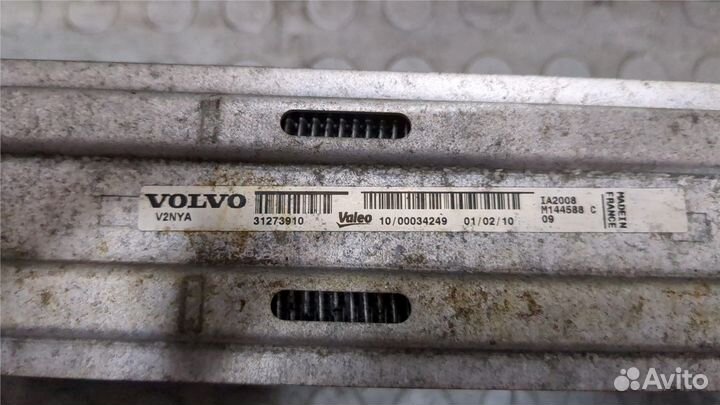 VOLVO
V2NYA
31273910
Valeo
10/00034249 01/02/10
IA2008
M144588 C
09
MADE IN
FRANCE
Avito